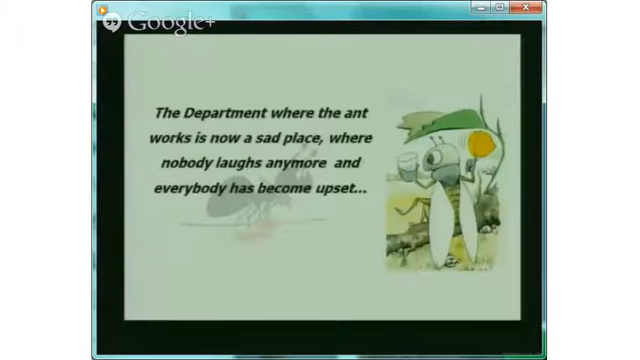 Google+
The Department where the ant
works is now a sad place, where
nobody laughs anymore and
everybody has become upset...